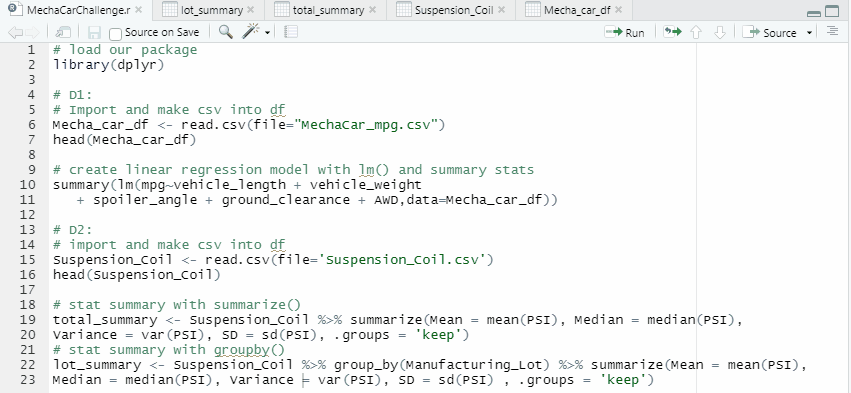 MechaCarChallenge.r × lot_summary × total_summary × Suspension_Coil × Mecha_car_df ×
Source on Save Run Source
1 # load our package
2 library(dplyr)
3
4 # D1:
5 # Import and make csv into df
6 Mecha_car_df <- read.csv(file="MechaCar_mpg.csv")
7 head(Mecha_car_df)
8
9 # create linear regression model with lm() and summary stats
10 summary(lm(mpg~vehicle_length + vehicle_weight
11 + spoiler_angle + ground_clearance + AWD,data=Mecha_car_df))
12
13 # D2:
14 # import and make csv into df
15 Suspension_Coil <- read.csv(file='Suspension_Coil.csv')
16 head(Suspension_Coil)
17
18 # stat summary with summarize()
19 total_summary <- Suspension_Coil %>% summarize(Mean = mean(PSI), Median = median(PSI),
20 Variance = var(PSI), SD = sd(PSI), .groups = 'keep')
21 # stat summary with groupby()
22 lot_summary <- Suspension_Coil %>% group_by(Manufacturing_Lot) %>% summarize(Mean = mean(PSI),
23 Median = median(PSI), Variance = var(PSI), SD = sd(PSI) , .groups = 'keep')